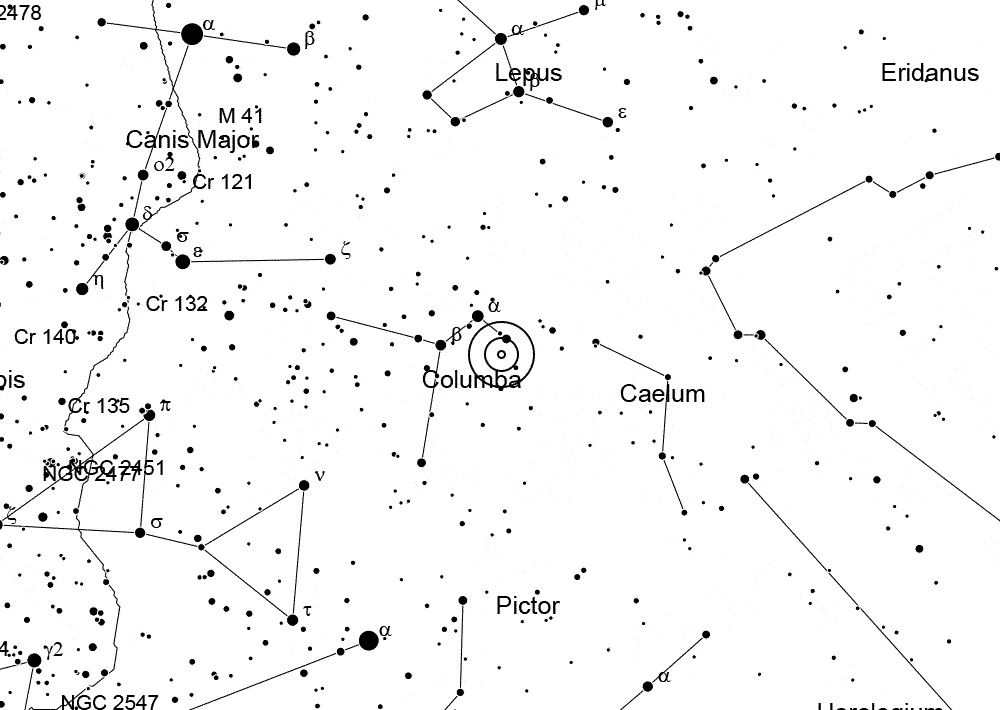 2478
α
β
α
μ
Lepus
β
Eridanus
M 41
ε
Canis Major
ο2
Cr 121
δ
σ
ε
ζ
η
Cr 132
α
Cr 140
β
Columba
Caelum
Cr 135
π
NGC 2451
NGC 2477
ν
ζ
σ
Pictor
τ
α
γ2
α
NGC 2547